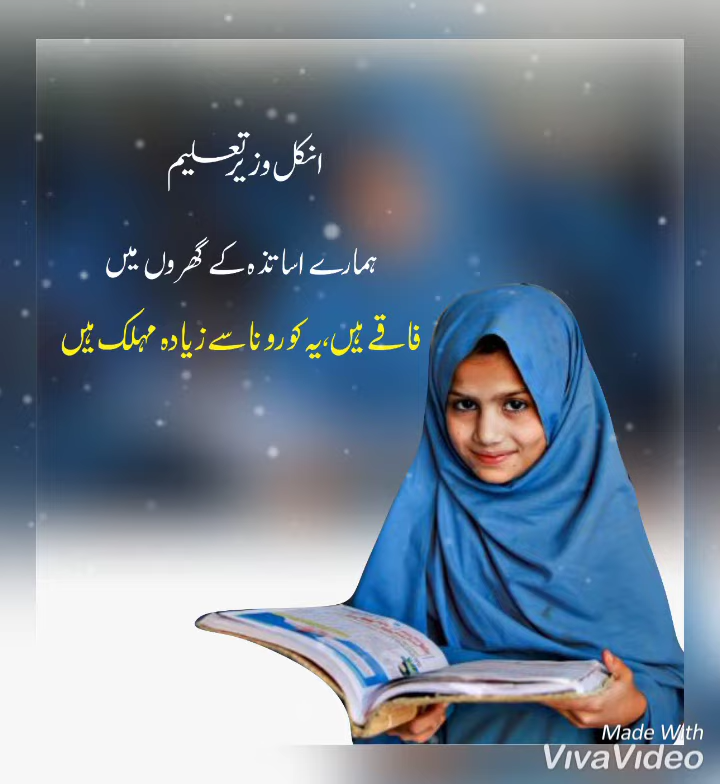 انکل وزیر تعلیم
ہمارے اساتذہ کے گھروں میں
فاقے ہیں،یہ کورونا سے زیادہ مہلک ہیں
Made With
VivaVideo